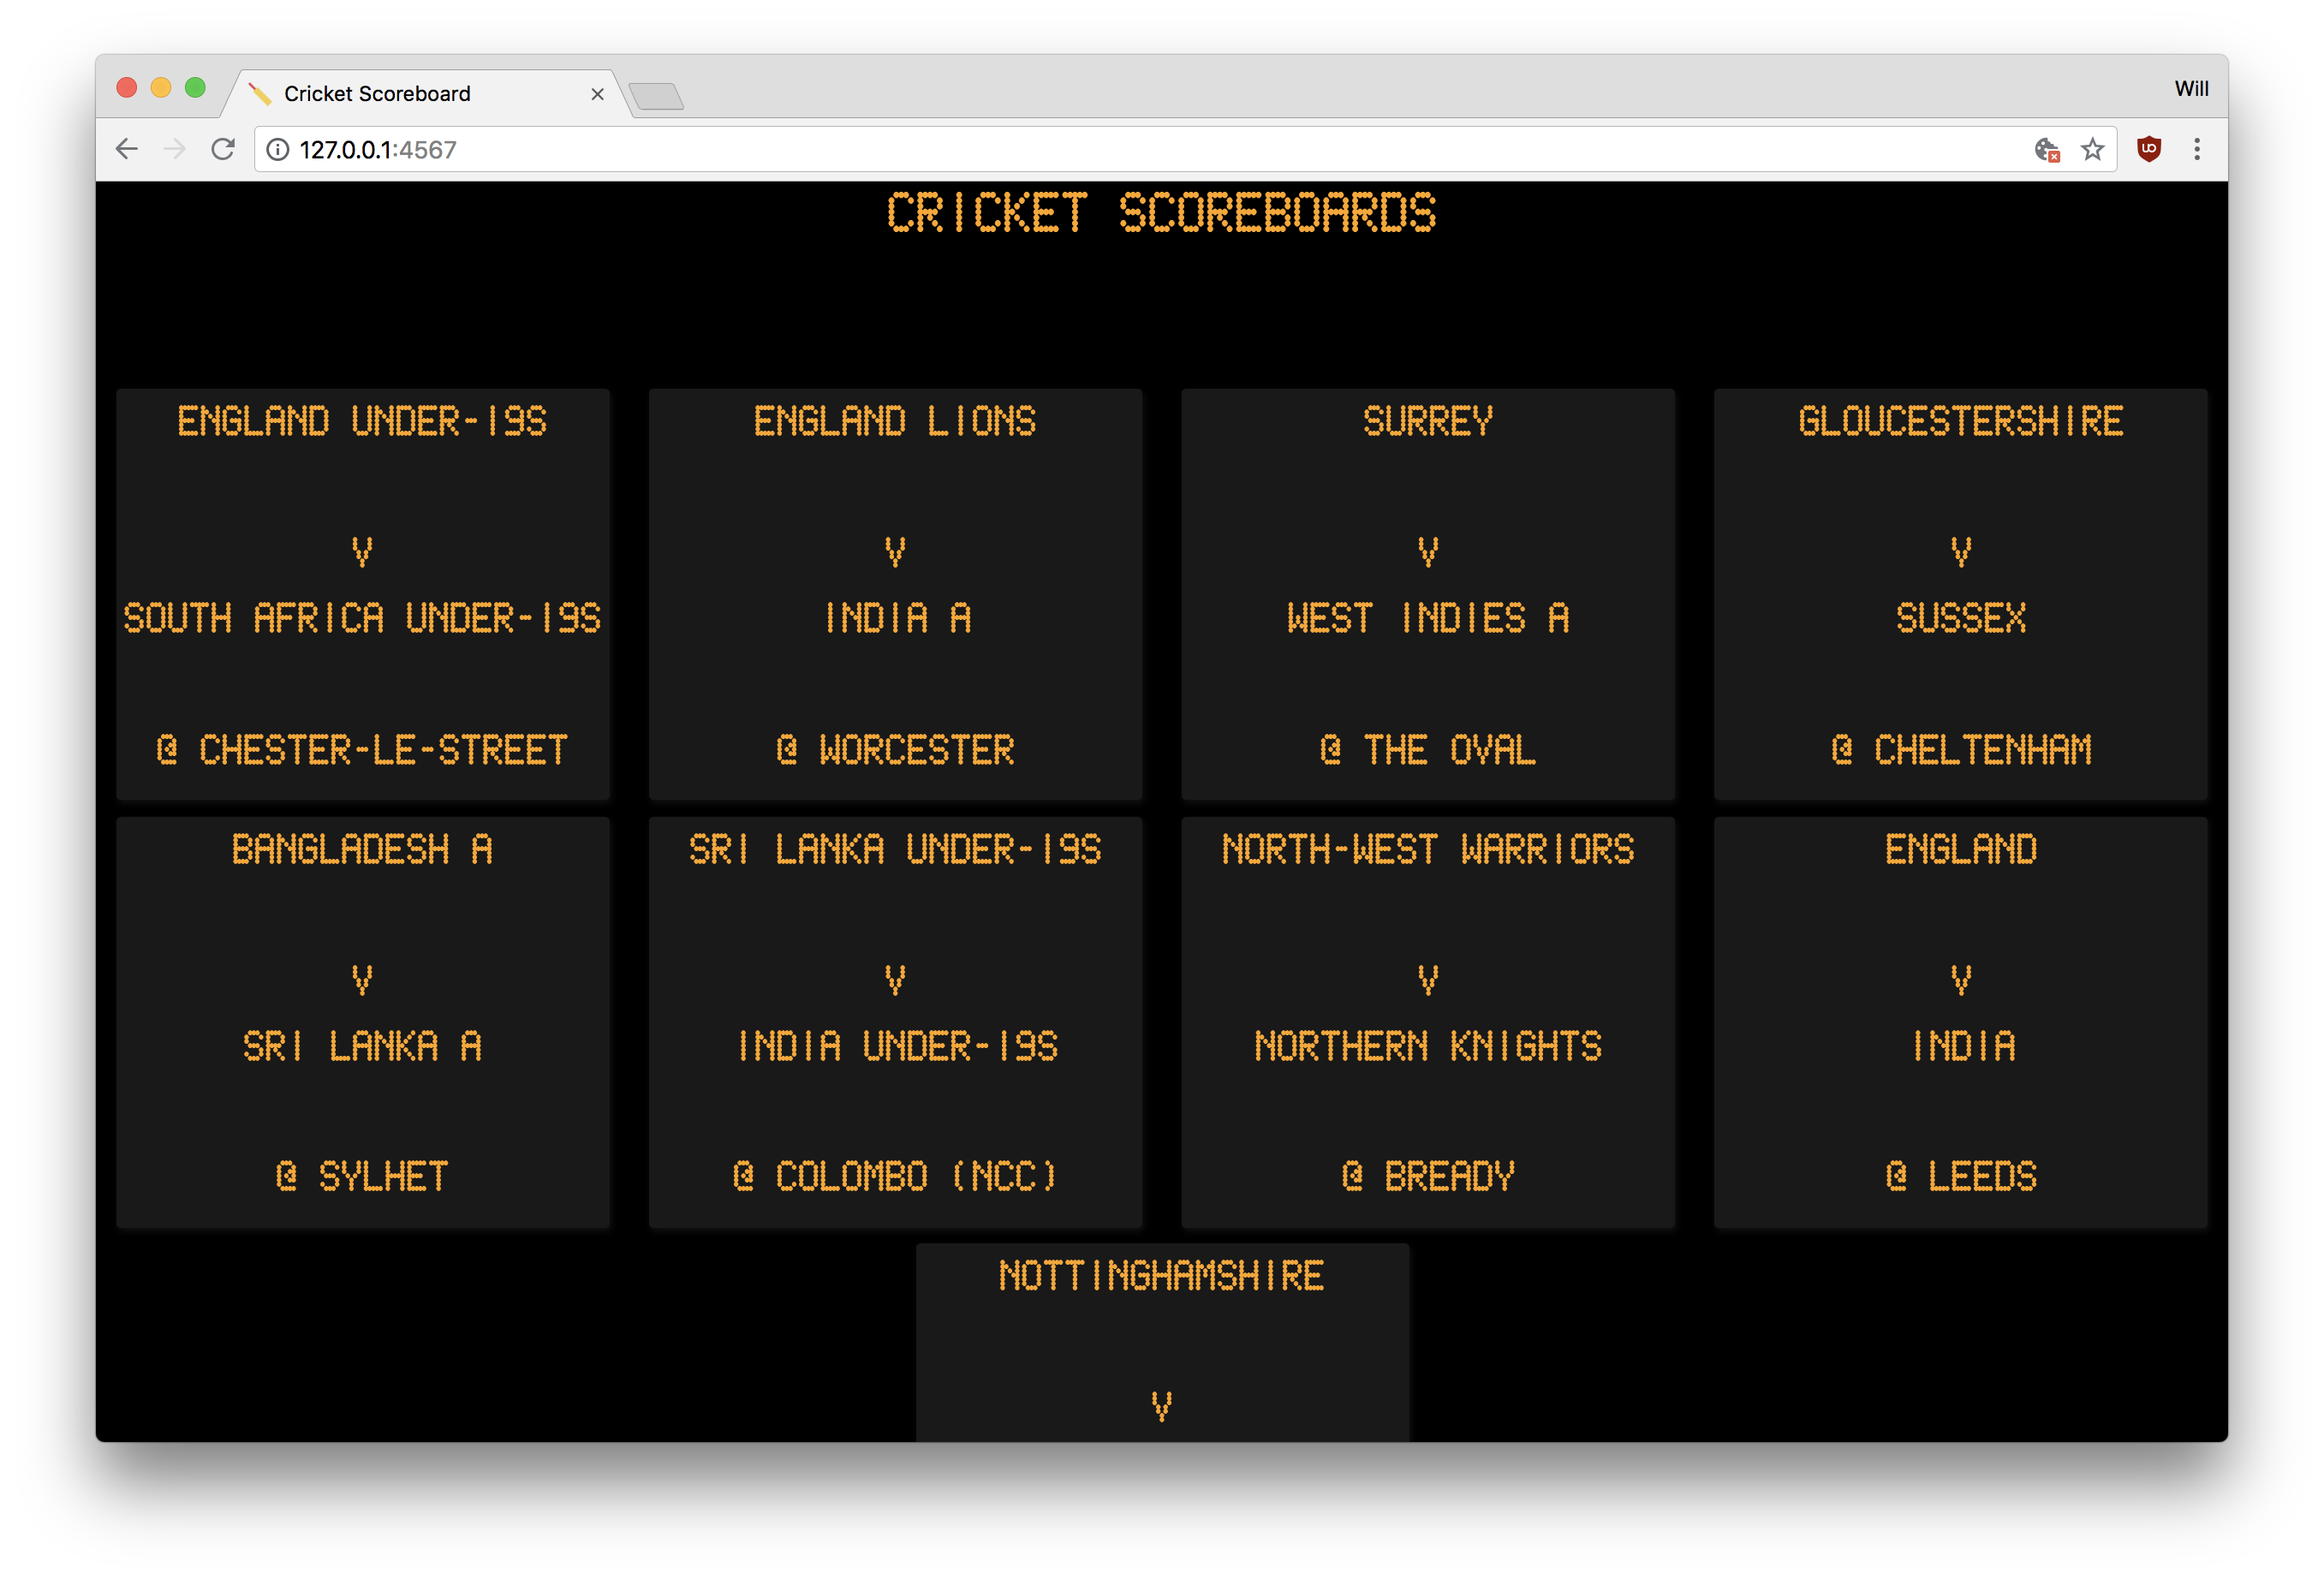 Cricket Scoreboard
Will
127.0.0.1:4567
CRICKET SCOREBOARDS
ENGLAND UNDER-19S
V
SOUTH AFRICA UNDER-19S
@ CHESTER-LE-STREET
ENGLAND LIONS
V
INDIA A
@ WORCESTER
SURREY
V
WEST INDIES A
@ THE OVAL
GLOUCESTERSHIRE
V
SUSSEX
@ CHELTENHAM
BANGLADESH A
V
SRI LANKA A
@ SYLHET
SRI LANKA UNDER-19S
V
INDIA UNDER-19S
@ COLOMBO (NCC)
NORTH-WEST WARRIORS
V
NORTHERN KNIGHTS
@ BREADY
ENGLAND
V
INDIA
@ LEEDS
NOTTINGHAMSHIRE
V